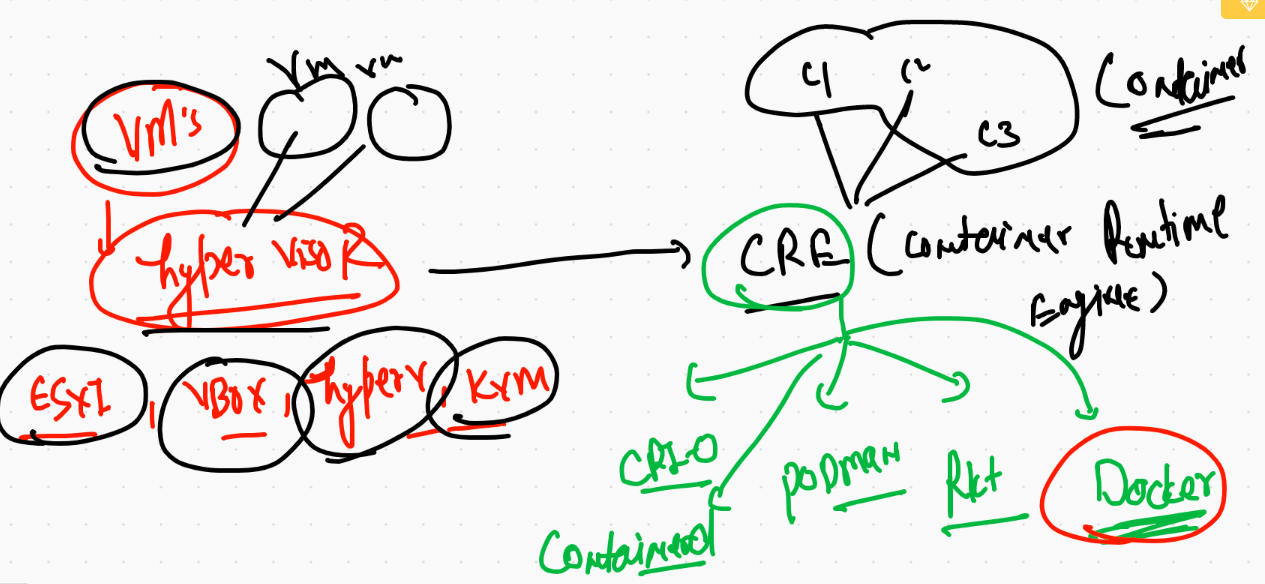 Vm vm
VM's
hyper VISOR
ESXI, VBOX, hyperv, KVM
C1 C2
C3
Container
CRE (Container Runtime
Engine)
CRI-O
PODMAN
Rkt
Docker
Containerd